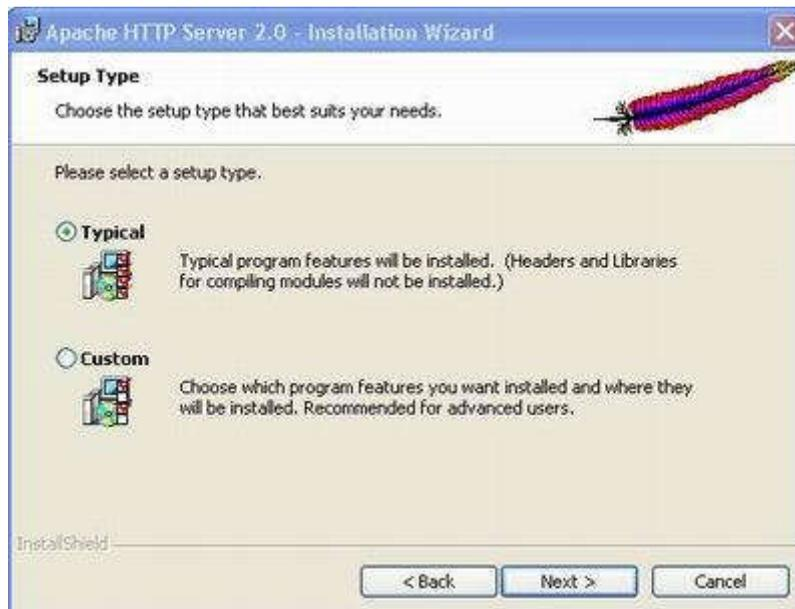 Apache HTTP Server 2.0 - Installation Wizard
Setup Type
Choose the setup type that best suits your needs.
Please select a setup type.
Typical
Typical program features will be installed. (Headers and Libraries
for compiling modules will not be installed.)
Custom
Choose which program features you want installed and where they
will be installed. Recommended for advanced users.
InstallShield
< Back
Next >
Cancel